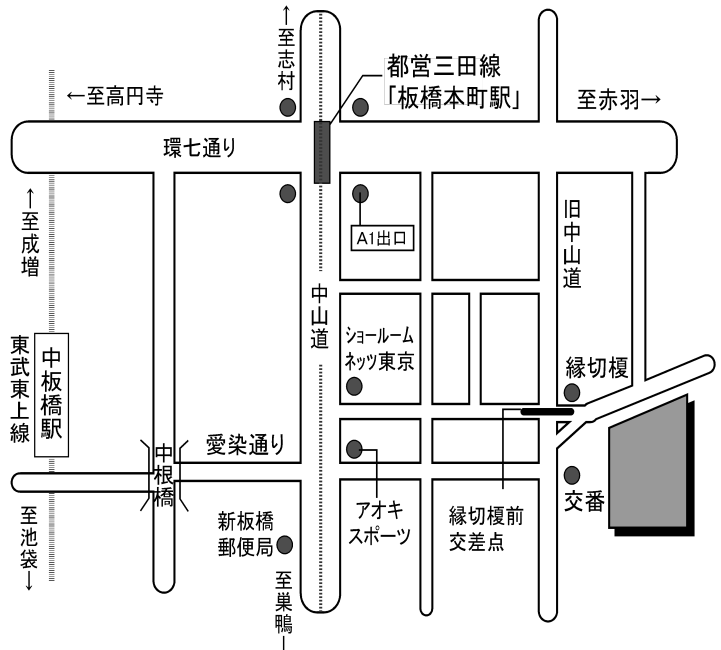 ↑至志村
←至高円寺
都営三田線
「板橋本町駅」
至赤羽→
環七通り
↑至成増
A1出口
旧中山道
中山道
ショールーム
ネッツ東京
縁切榎
東武東上線
中板橋駅
愛染通り
中根橋
アオキ
スポーツ
縁切榎前
交差点
交番
新板橋
郵便局
至池袋↓
至巣鴨